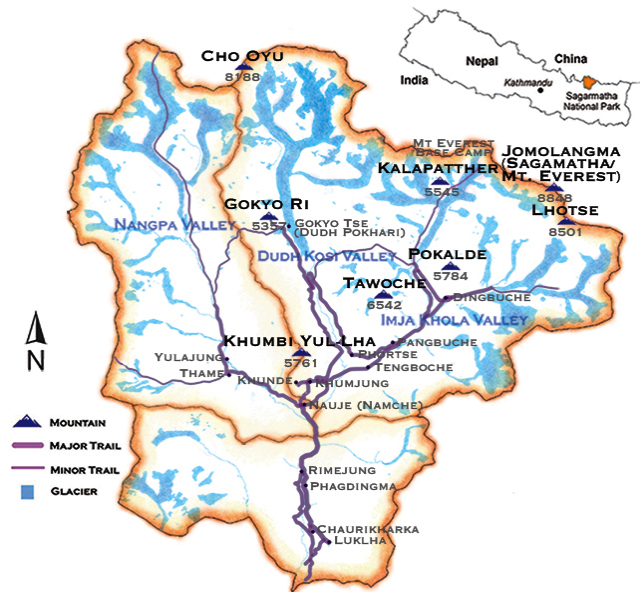 Cho Oyu
8188
India
Nepal
China
Kathmandu
Sagarmatha
National Park
Mt Everest
Base Camp
Kalapatther
5545
Jomolangma
(Sagamatha/
Mt. Everest)
8848
Lhotse
8501
Gokyo Ri
5357
Gokyo Tse
(Dudh Pokhari)
Nangpa Valley
Dudh Kosi Valley
Pokalde
5784
Tawoche
6542
Dingbuche
Imja Khola Valley
Khumbi Yul-Lha
5761
Pangbuche
Phortse
Tengboche
Yulajung
Thame
Khunde
Khumjung
Nauje (Namche)
N
Mountain
Major Trail
Minor Trail
Glacier
Rimejung
Phagdingma
Chaurikharka
Luklha